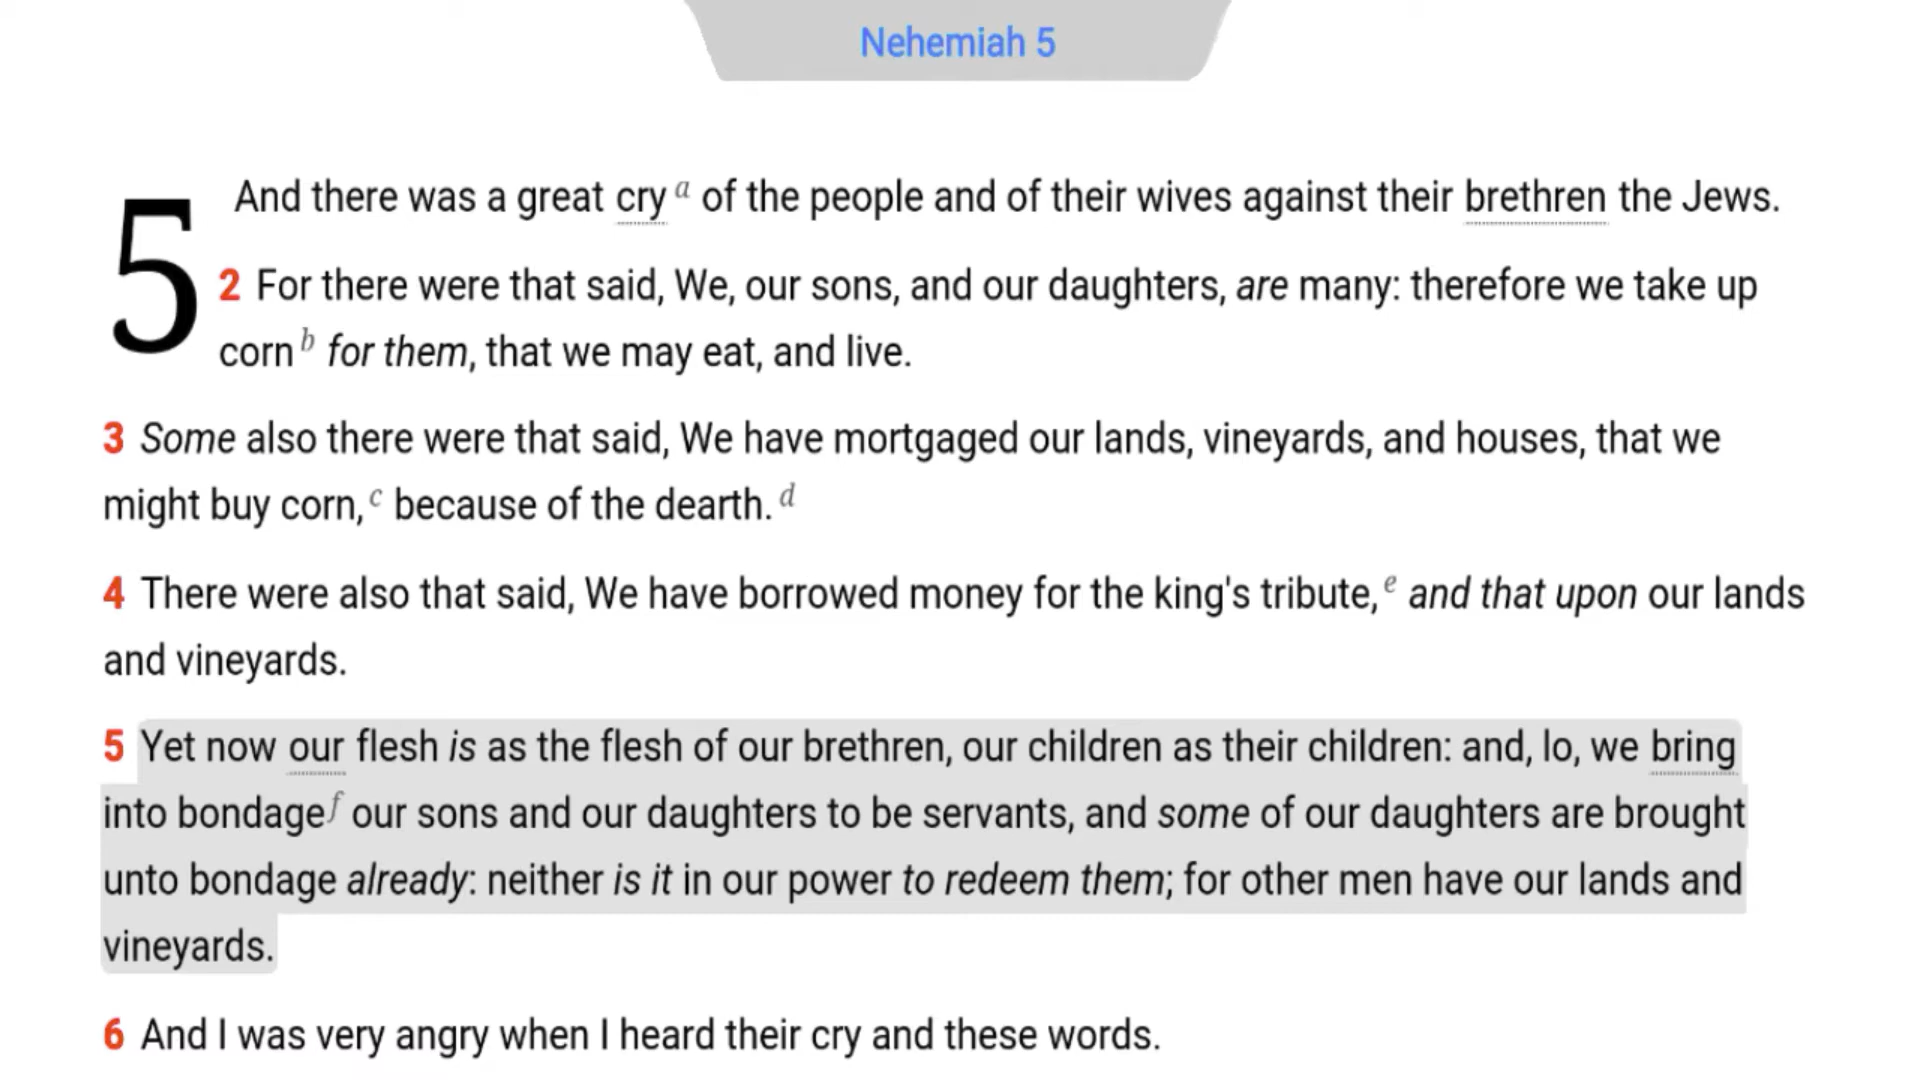 Nehemiah 5
5 And there was a great cry a of the people and of their wives against their brethren the Jews.
2 For there were that said, We, our sons, and our daughters, are many: therefore we take up
corn b for them, that we may eat, and live.
3 Some also there were that said, We have mortgaged our lands, vineyards, and houses, that we
might buy corn, c because of the dearth. d
4 There were also that said, We have borrowed money for the king's tribute, e and that upon our lands
and vineyards.
5 Yet now our flesh is as the flesh of our brethren, our children as their children: and, lo, we bring
into bondage f our sons and our daughters to be servants, and some of our daughters are brought
unto bondage already: neither is it in our power to redeem them; for other men have our lands and
vineyards.
6 And I was very angry when I heard their cry and these words.